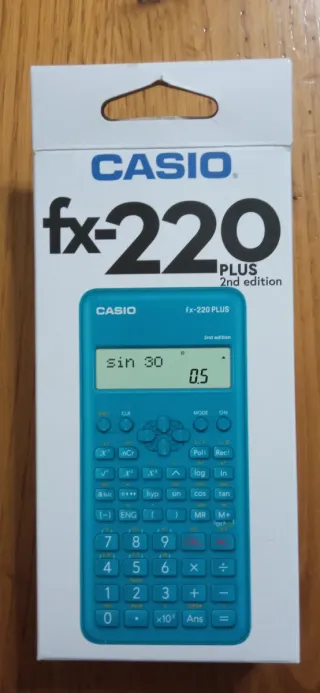 CASIO
fx-220
PLUS
2nd edition
CASIO fx-220 PLUS
2nd edition
sin 30
0.5
CLR MODE ON
nCr Pol( Rec(
log ln
hyp sin cos tan
(-) ENG ( ) MR M+
7 8 9
4 5 6 × ÷
1 2 3 + −
0 • Ans =